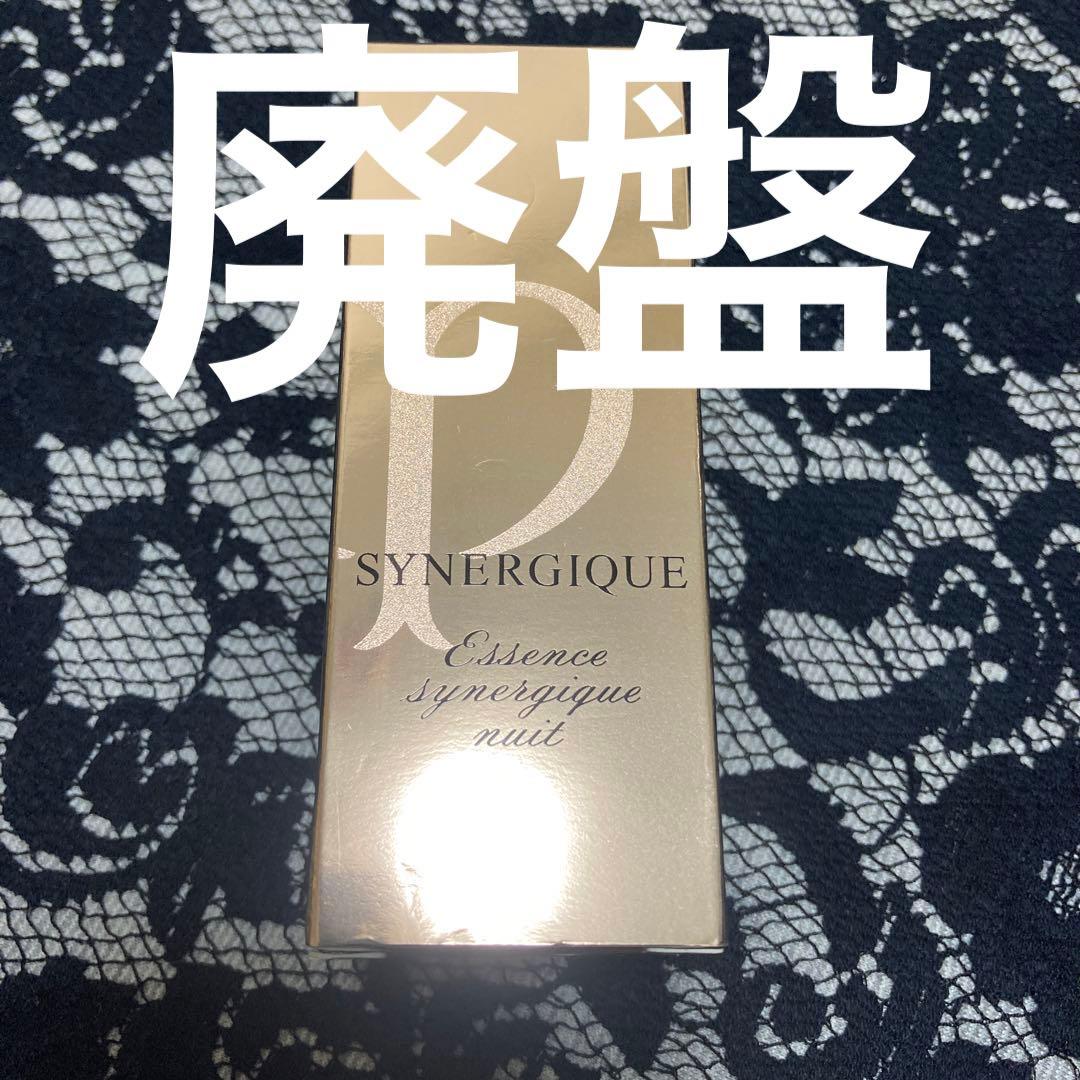 廃盤
SYNERGIQUE
Essence
synergique
nuit